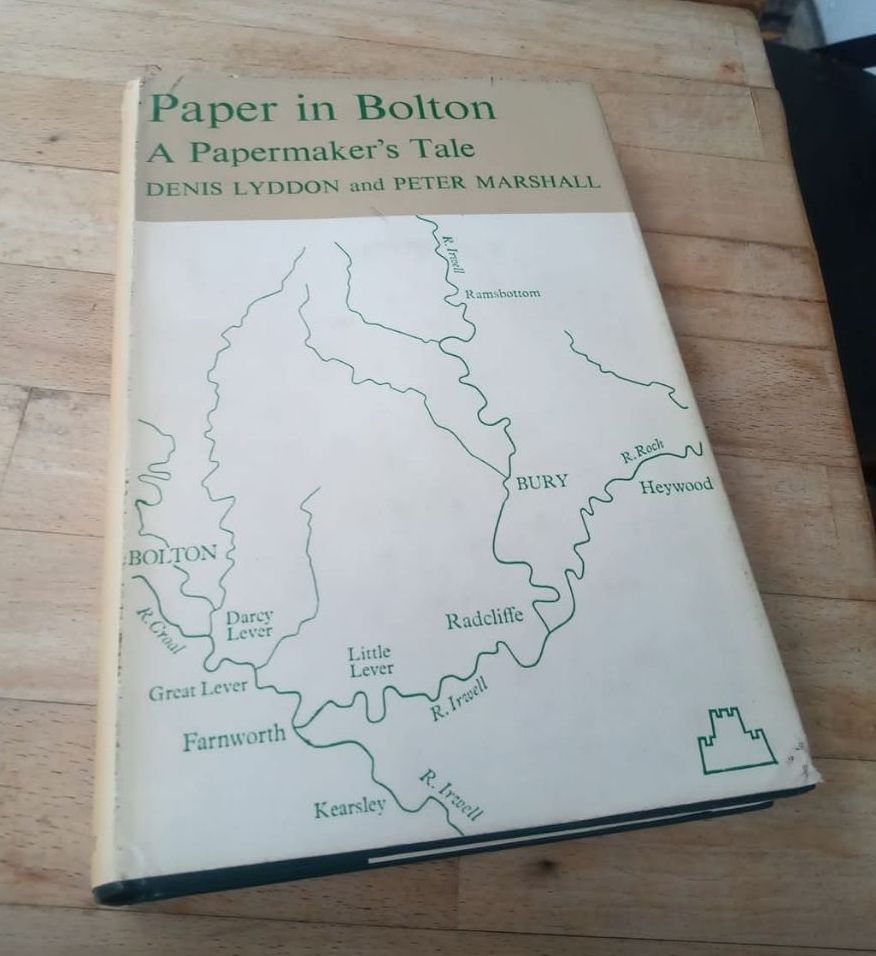 Paper in Bolton
A Papermaker's Tale
DENIS LYDDON and PETER MARSHALL
R. Irwell
Ramsbottom
R. Roch
BURY
Heywood
BOLTON
R. Croal
Darcy
Lever
Radcliffe
Little
Lever
Great Lever
R. Irwell
Farnworth
R. Irwell
Kearsley